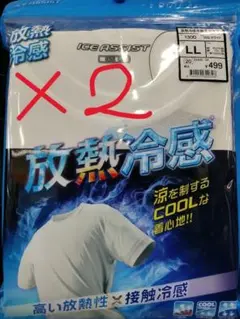 放熱
冷感
ICE ASSIST
LL
¥499
×2
放熱冷感
涼を制する
COOLな
着心地!!
高い放熱性×接触冷感
COOL